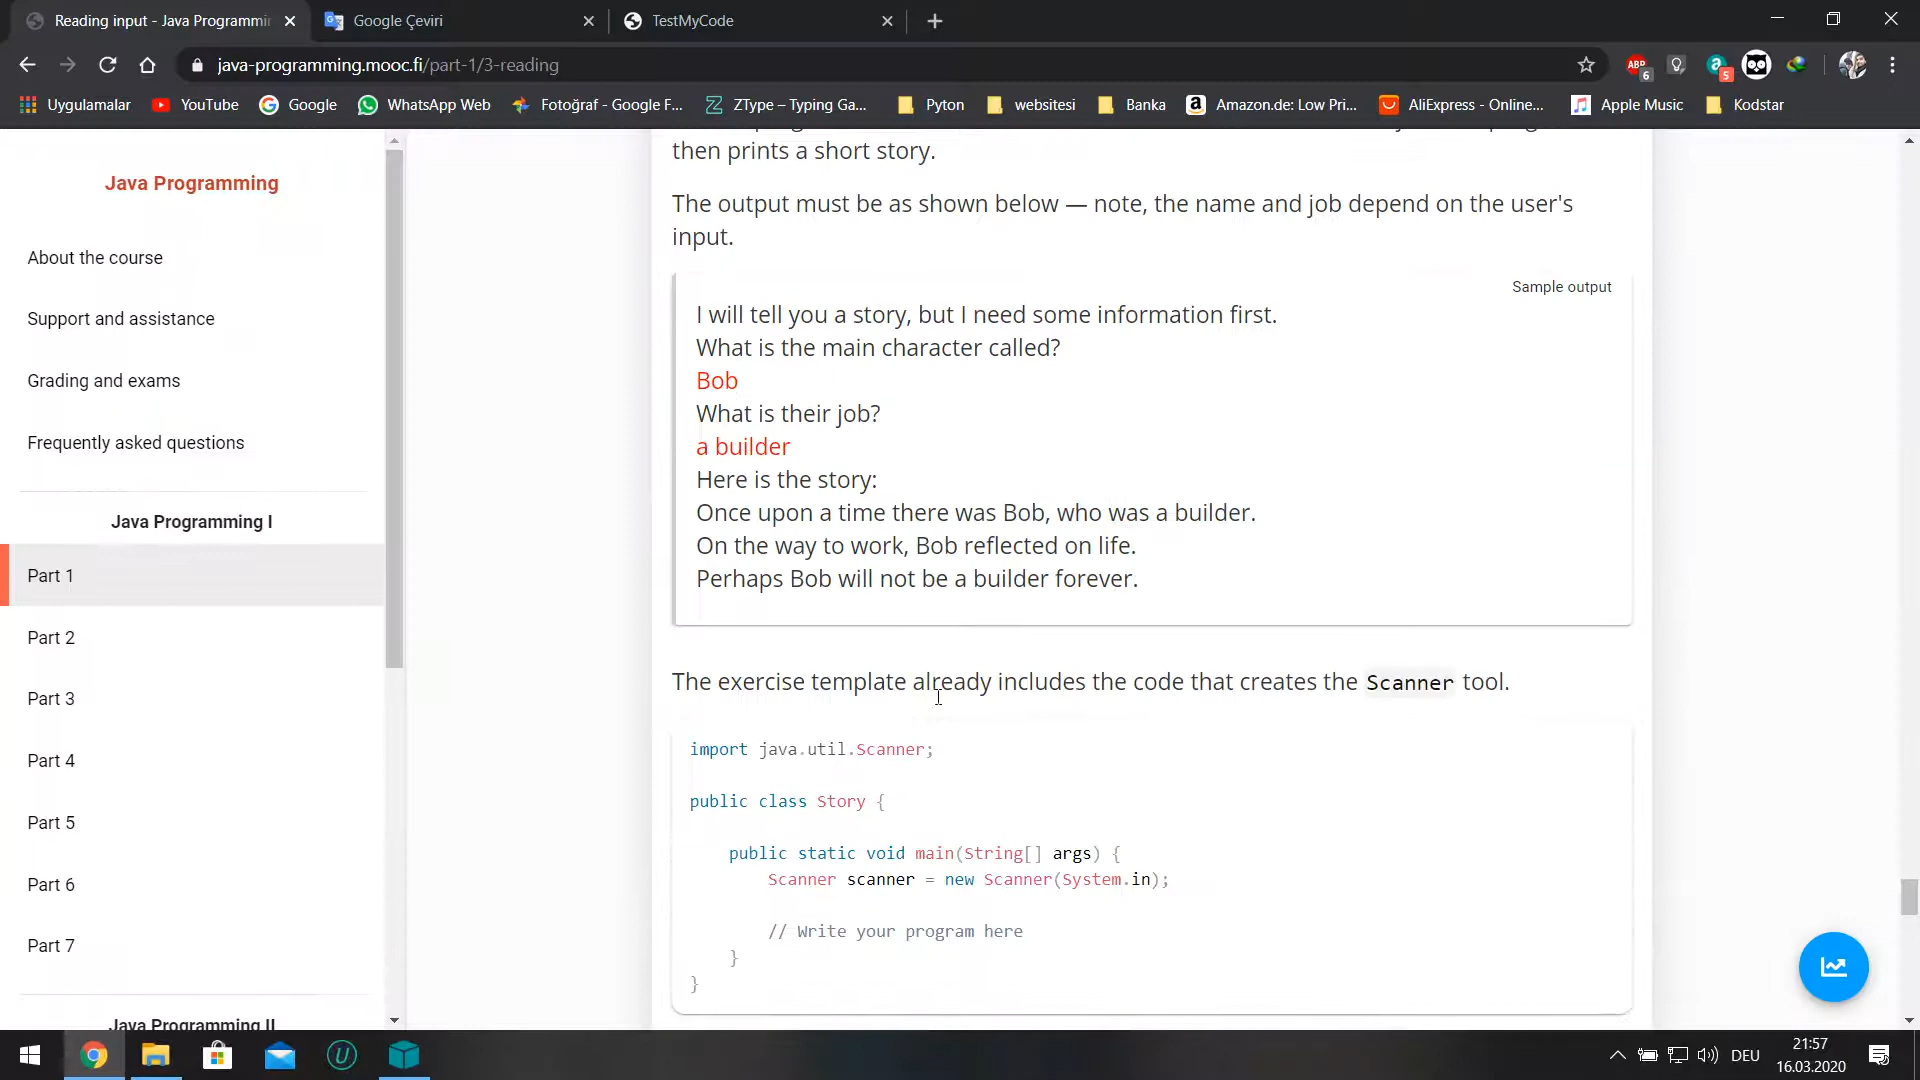 Reading input - Java Programmin
Google Çeviri
TestMyCode
java-programming.mooc.fi/part-1/3-reading
ABP
6
5
Uygulamalar
YouTube
Google
WhatsApp Web
Fotoğraf - Google F...
ZType – Typing Ga...
Pyton
websitesi
Banka
Amazon.de: Low Pri...
AliExpress - Online...
Apple Music
Kodstar
Java Programming
About the course
Support and assistance
Grading and exams
Frequently asked questions
Java Programming I
Part 1
Part 2
Part 3
Part 4
Part 5
Part 6
Part 7
Java Programming II
then prints a short story.
The output must be as shown below — note, the name and job depend on the user's
input.
Sample output
I will tell you a story, but I need some information first.
What is the main character called?
Bob
What is their job?
a builder
Here is the story:
Once upon a time there was Bob, who was a builder.
On the way to work, Bob reflected on life.
Perhaps Bob will not be a builder forever.
The exercise template already includes the code that creates the Scanner tool.
import java.util.Scanner;
public class Story {
public static void main(String[] args) {
Scanner scanner = new Scanner(System.in);
// Write your program here
}
}
DEU
21:57
16.03.2020